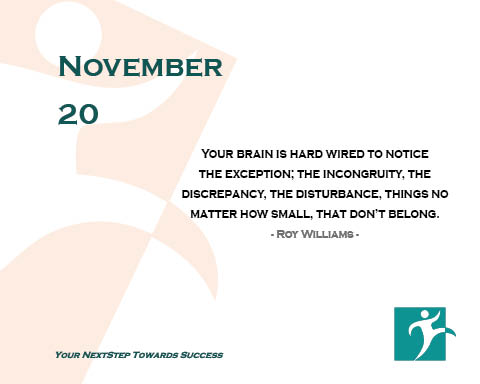 November
20
Your brain is hard wired to notice
the exception; the incongruity, the
discrepancy, the disturbance, things no
matter how small, that don't belong.
- Roy Williams -
Your NextStep Towards Success